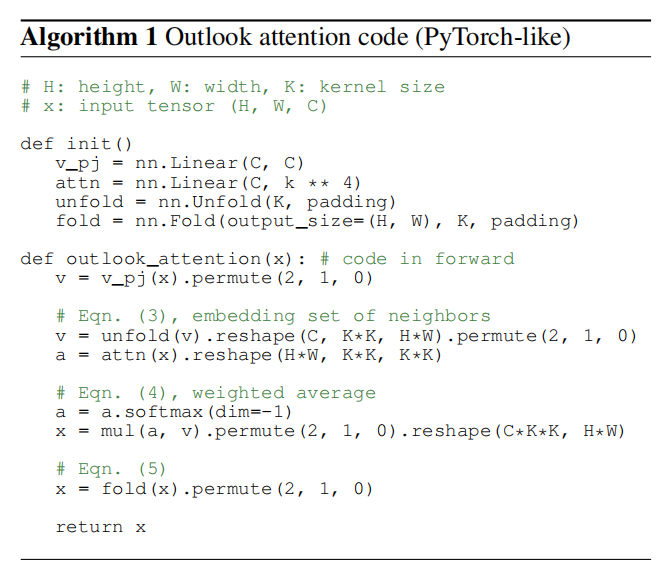 Algorithm 1 Outlook attention code (PyTorch-like)
# H: height, W: width, K: kernel size
# x: input tensor (H, W, C)
def init()
v_pj = nn.Linear(C, C)
attn = nn.Linear(C, k ** 4)
unfold = nn.Unfold(K, padding)
fold = nn.Fold(output_size=(H, W), K, padding)
def outlook_attention(x): # code in forward
v = v_pj(x).permute(2, 1, 0)
# Eqn. (3), embedding set of neighbors
v = unfold(v).reshape(C, K*K, H*W).permute(2, 1, 0)
a = attn(x).reshape(H*W, K*K, K*K)
# Eqn. (4), weighted average
a = a.softmax(dim=-1)
x = mul(a, v).permute(2, 1, 0).reshape(C*K*K, H*W)
# Eqn. (5)
x = fold(x).permute(2, 1, 0)
return x